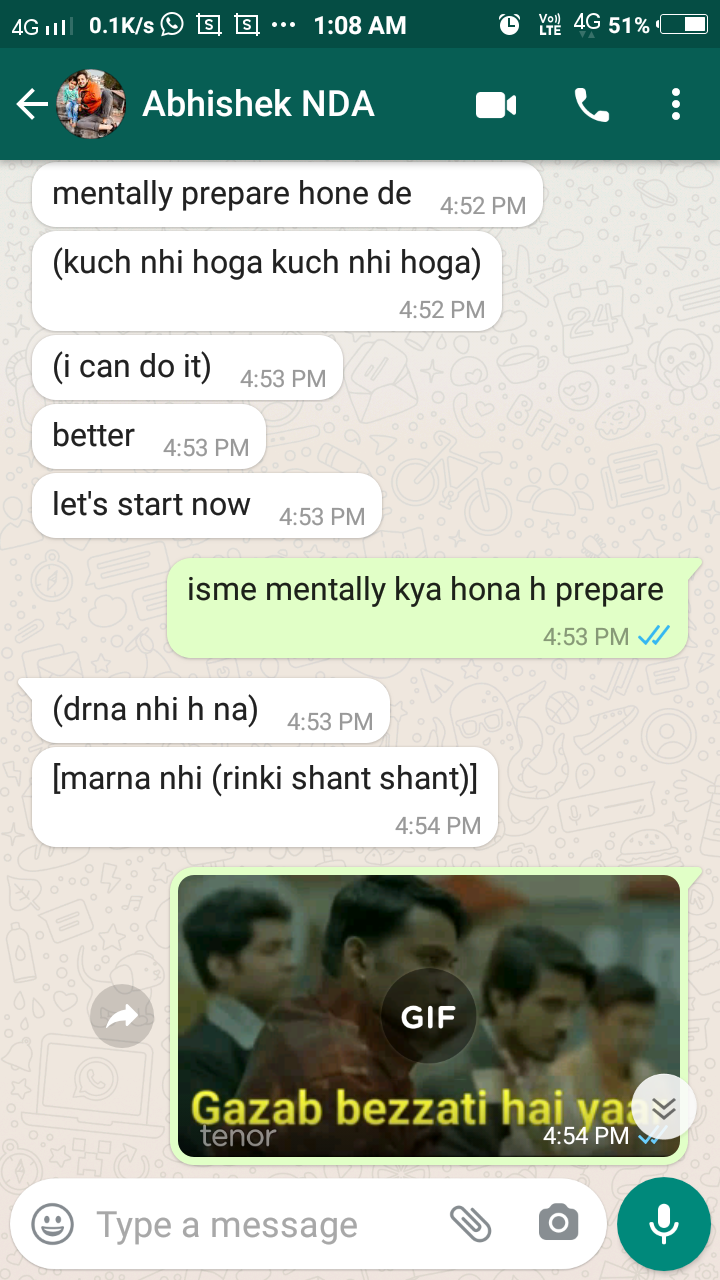 4G 0.1K/s S S ... 1:08 AM Vo)) LTE 4G 51%
Abhishek NDA
mentally prepare hone de 4:52 PM
(kuch nhi hoga kuch nhi hoga)
4:52 PM
(i can do it) 4:53 PM
better 4:53 PM
let's start now 4:53 PM
isme mentally kya hona h prepare
4:53 PM
(drna nhi h na) 4:53 PM
[marna nhi (rinki shant shant)]
4:54 PM
GIF
Gazab bezzati hai yaa
tenor 4:54 PM
Type a message